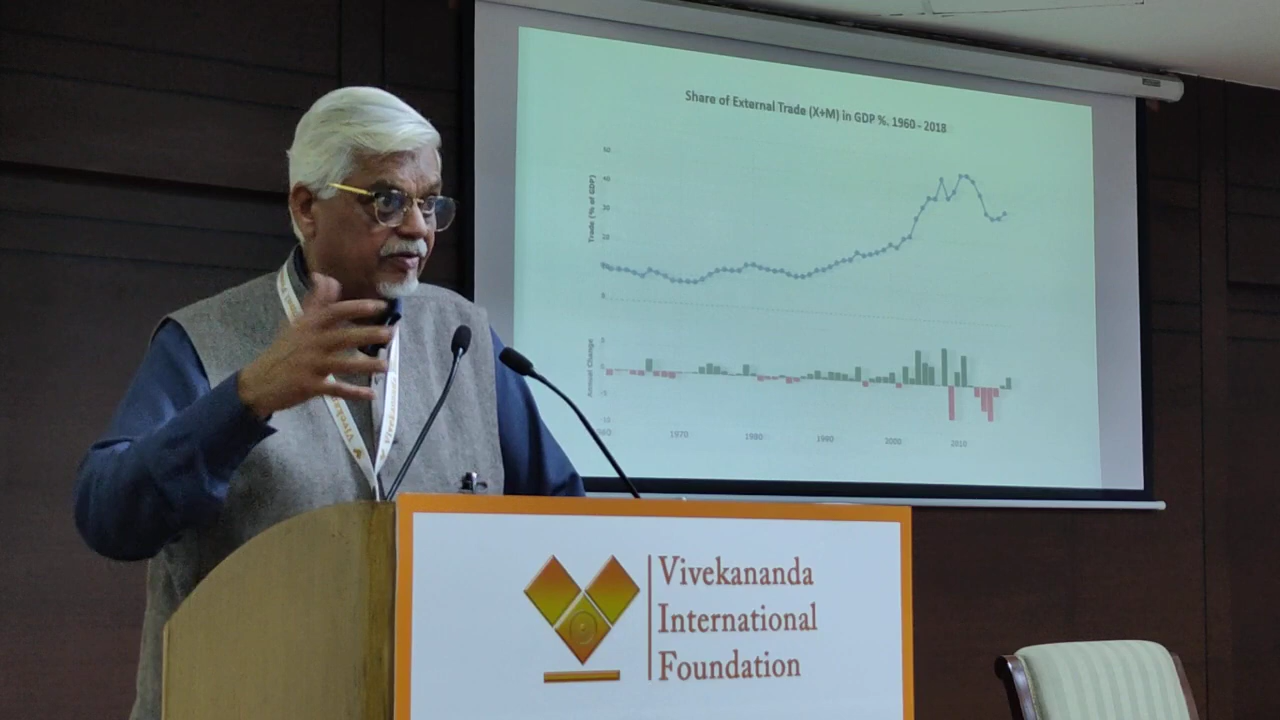 Share of External Trade (X+M) in GDP %, 1960 - 2018
Trade (% of GDP)
Annual Change
1970
1980
1990
2000
2010
Vivekananda
International
Foundation